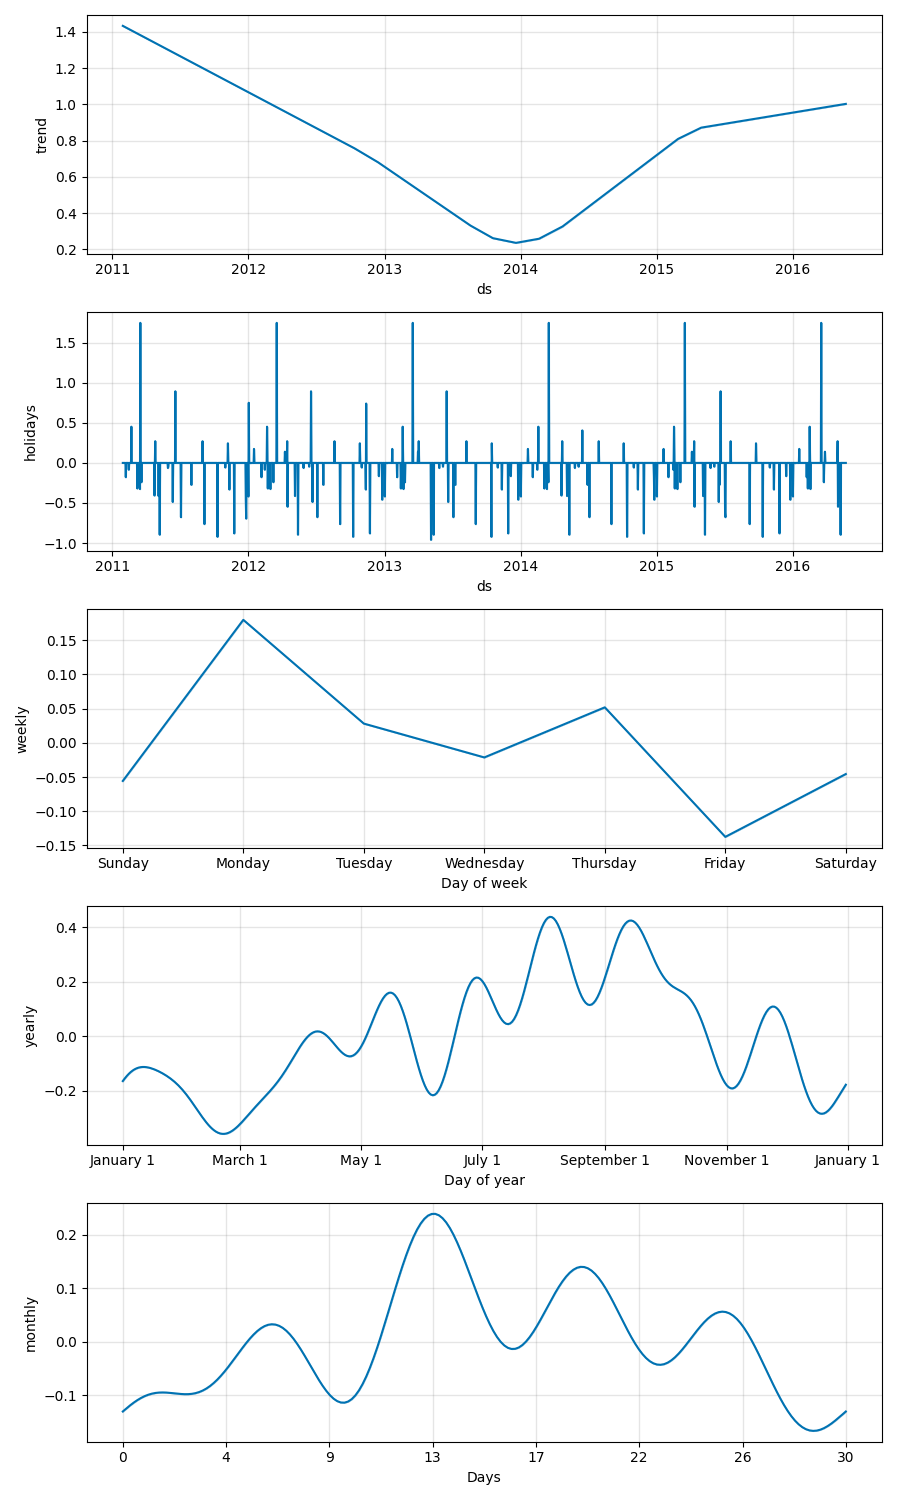 1.4
1.2
1.0
0.8
0.6
0.4
0.2
trend
2011 2012 2013 2014 2015 2016
ds
1.5
1.0
0.5
0.0
−0.5
−1.0
holidays
2011 2012 2013 2014 2015 2016
ds
0.15
0.10
0.05
0.00
−0.05
−0.10
−0.15
weekly
Sunday Monday Tuesday Wednesday Thursday Friday Saturday
Day of week
0.4
0.2
0.0
−0.2
yearly
January 1 March 1 May 1 July 1 September 1 November 1 January 1
Day of year
0.2
0.1
0.0
−0.1
monthly
0 4 9 13 17 22 26 30
Days